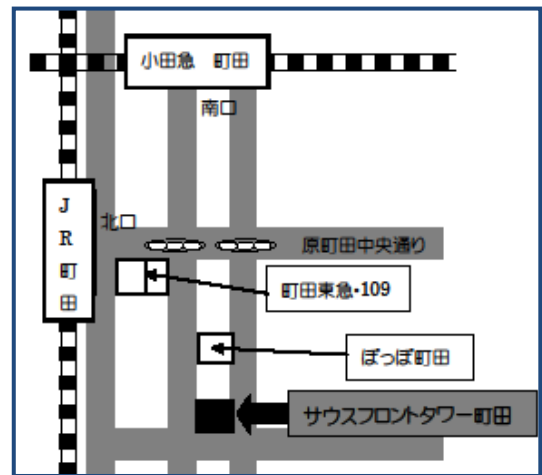 小田急 町田
南口
JR町田
北口
原町田中央通り
町田東急・109
ぽっぽ町田
サウスフロントタワー町田